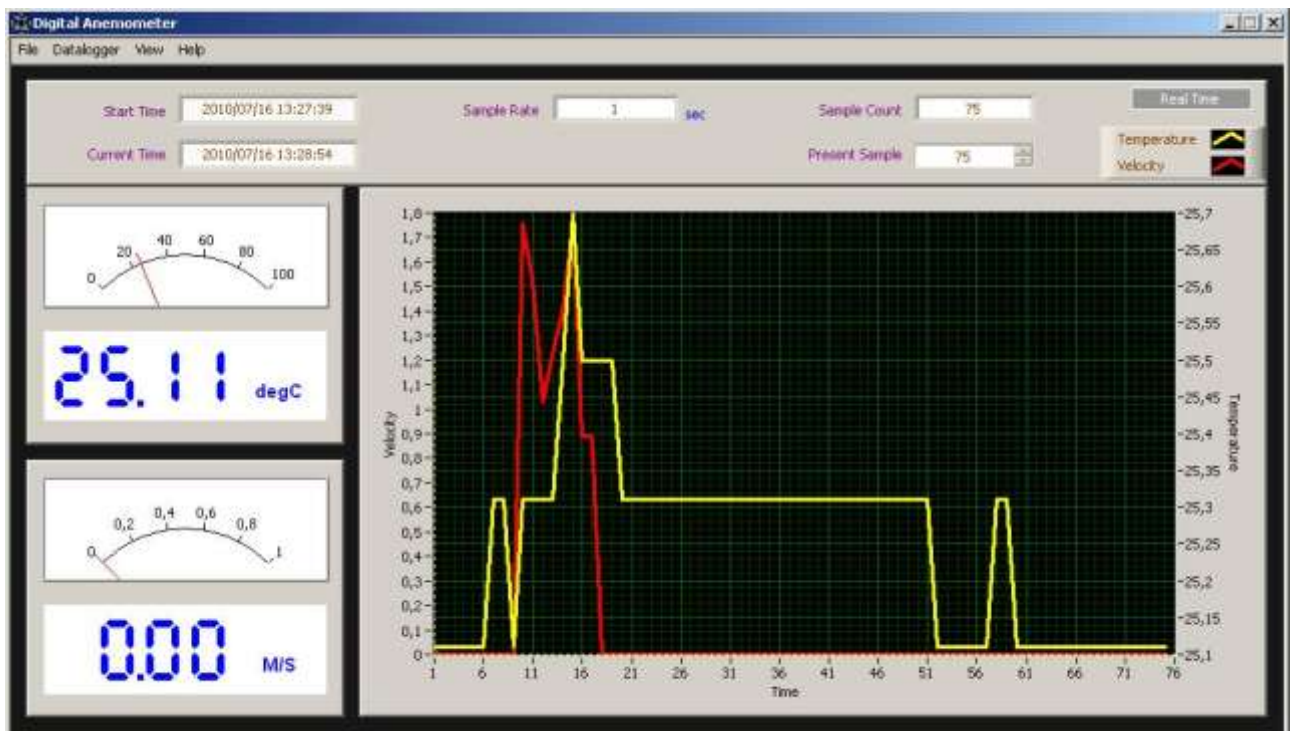 Digital Anemometer
File Datalogger View Help
Start Time 2010/07/16 13:27:39 Sample Rate 1 sec Sample Count 75 Real Time
Current Time 2010/07/16 13:28:54 Present Sample 75
Temperature
Velocity
0 20 40 60 80 100
25.11 degC
0 0,2 0,4 0,6 0,8 1
0.00 M/S
Velocity
1,8
1,7
1,6
1,5
1,4
1,3
1,2
1,1
1
0,9
0,8
0,7
0,6
0,5
0,4
0,3
0,2
0,1
0
25,7
25,65
25,6
25,55
25,5
25,45
25,4
25,35
25,3
25,25
25,2
25,15
25,1
Temperature
1 6 11 16 21 26 31 36 41 46 51 56 61 66 71 76
Time